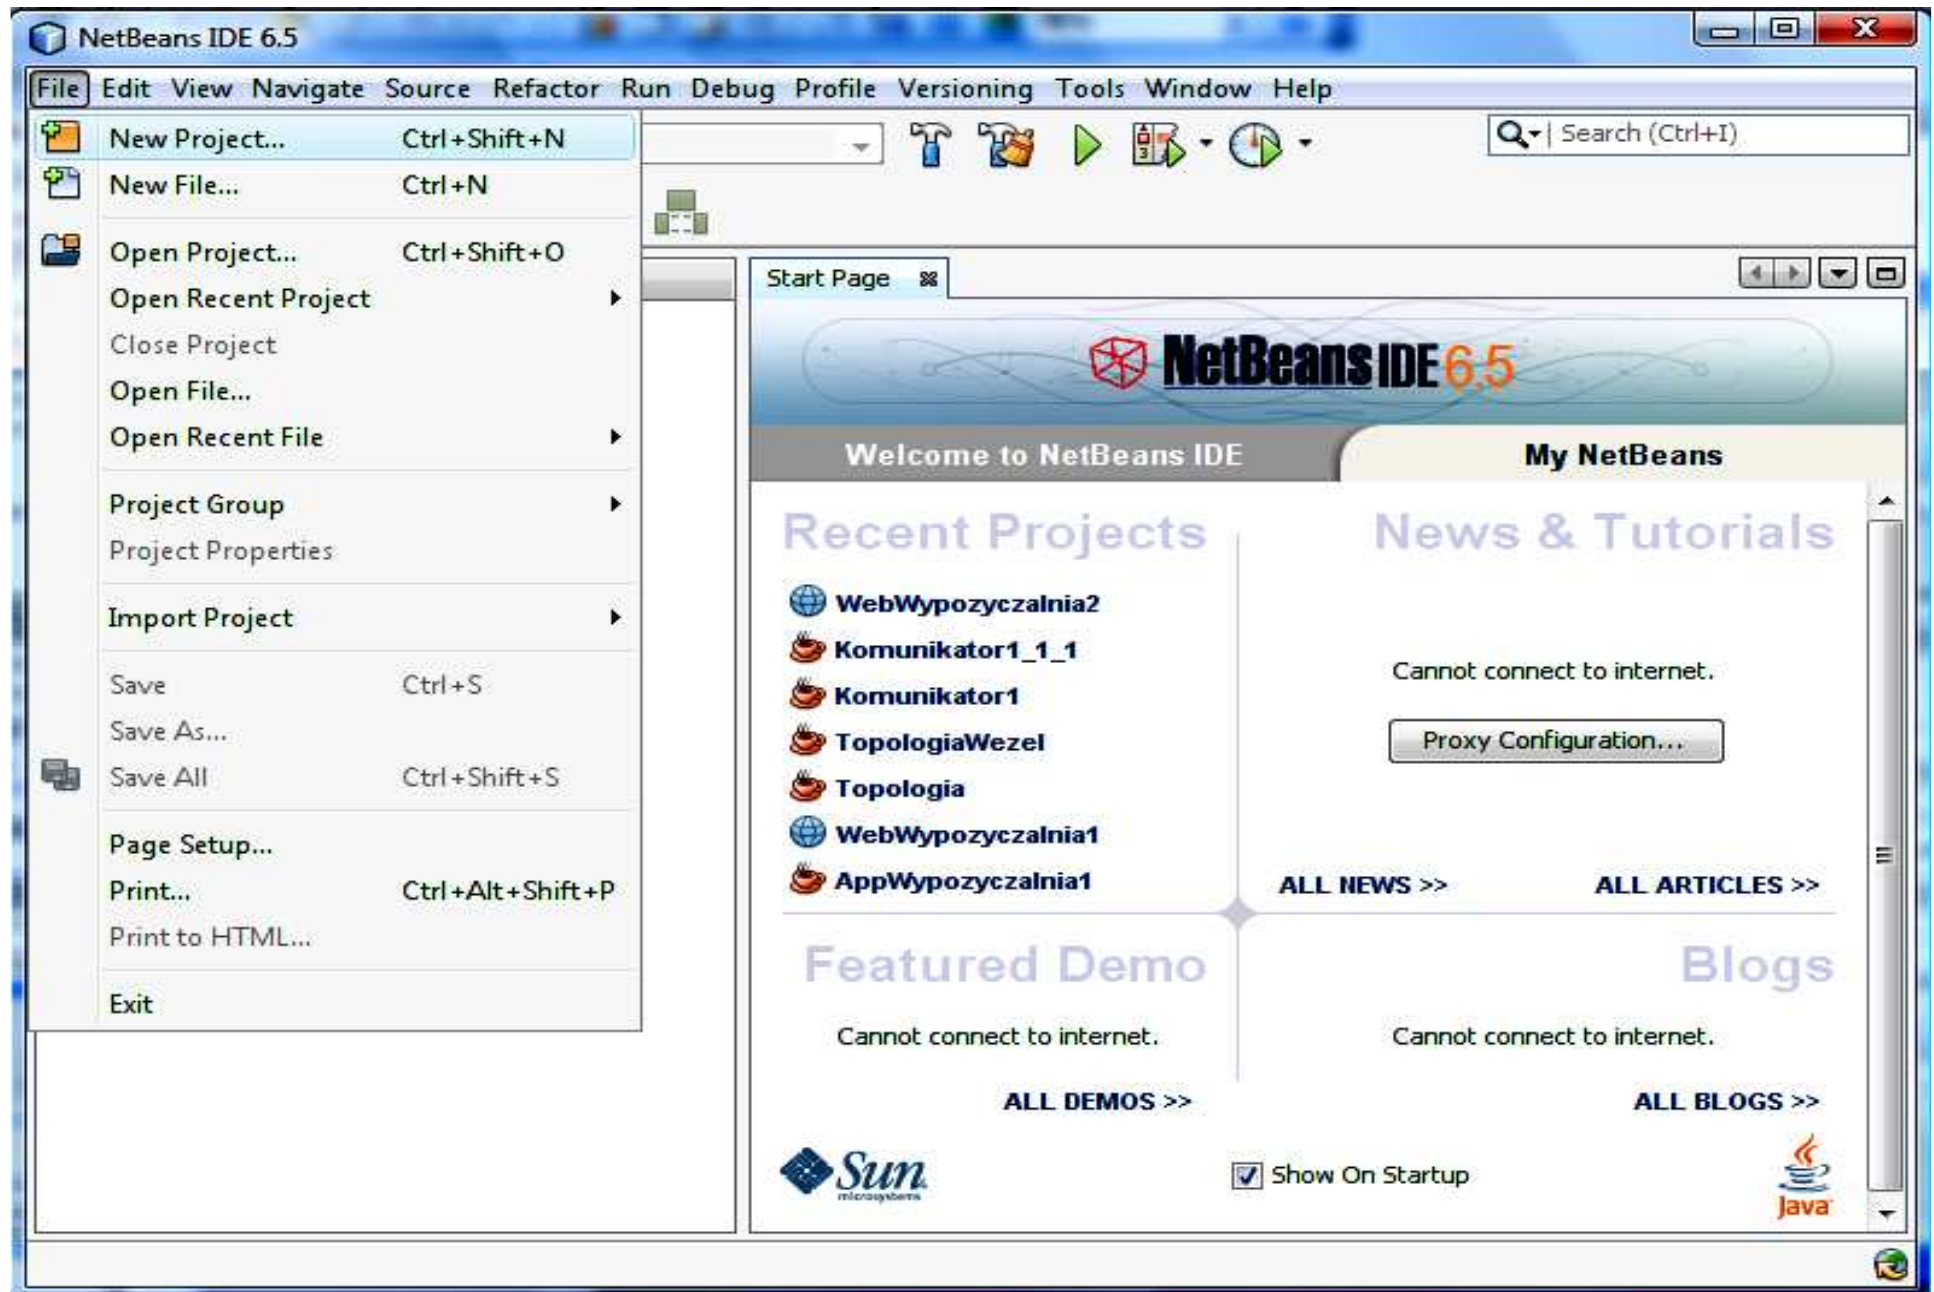 NetBeans IDE 6.5
File Edit View Navigate Source Refactor Run Debug Profile Versioning Tools Window Help
New Project... Ctrl+Shift+N
New File... Ctrl+N
Open Project... Ctrl+Shift+O
Open Recent Project
Close Project
Open File...
Open Recent File
Project Group
Project Properties
Import Project
Save Ctrl+S
Save As...
Save All Ctrl+Shift+S
Page Setup...
Print... Ctrl+Alt+Shift+P
Print to HTML...
Exit
Search (Ctrl+I)
Start Page
NetBeans IDE 6.5
Welcome to NetBeans IDE
My NetBeans
Recent Projects
WebWypozyczalnia2
Komunikator1_1_1
Komunikator1
TopologiaWezel
Topologia
WebWypozyczalnia1
AppWypozyczalnia1
News & Tutorials
Cannot connect to internet.
Proxy Configuration...
ALL NEWS >> ALL ARTICLES >>
Featured Demo
Cannot connect to internet.
ALL DEMOS >>
Blogs
Cannot connect to internet.
ALL BLOGS >>
Sun
microsystems
Show On Startup
Java